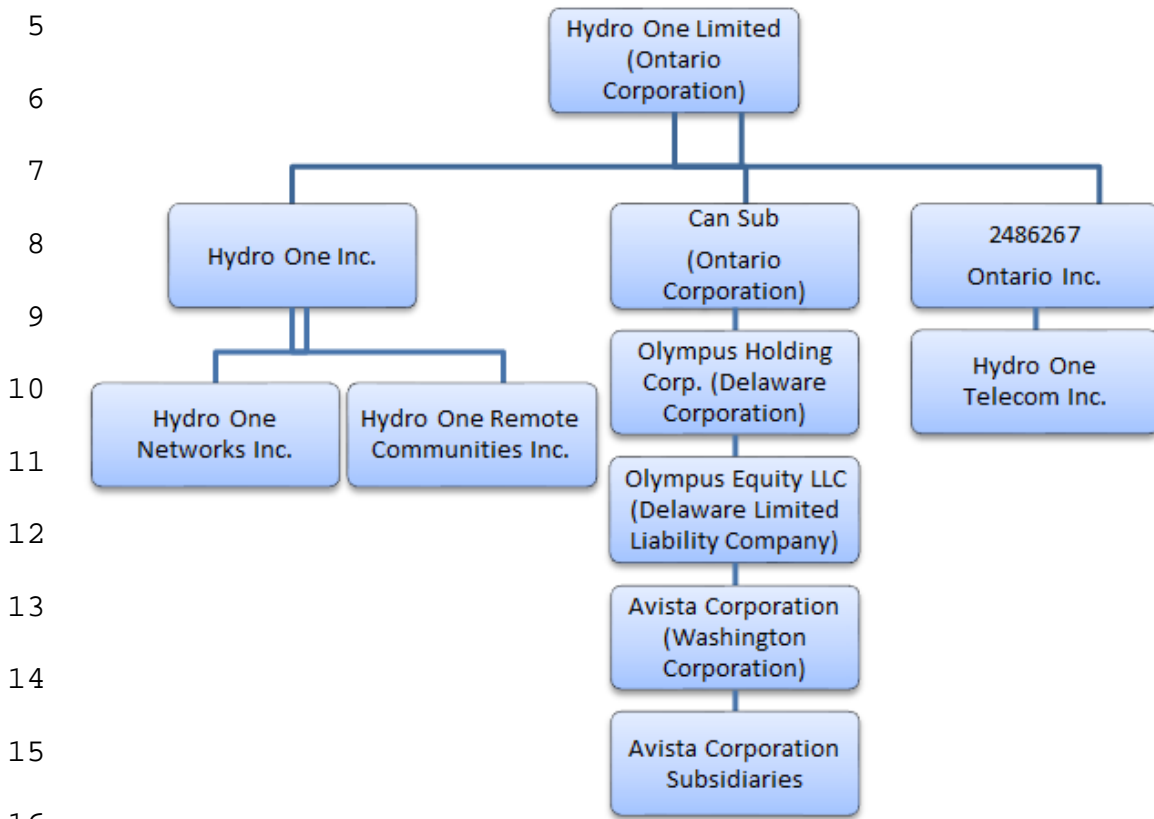 5
Hydro One Limited
(Ontario
Corporation)
6
7
8
Hydro One Inc.
Can Sub
(Ontario
Corporation)
2486267
Ontario Inc.
9
10
Hydro One
Networks Inc.
Hydro One Remote
Communities Inc.
Olympus Holding
Corp. (Delaware
Corporation)
Hydro One
Telecom Inc.
11
Olympus Equity LLC
(Delaware Limited
Liability Company)
12
13
Avista Corporation
(Washington
Corporation)
14
15
Avista Corporation
Subsidiaries
16